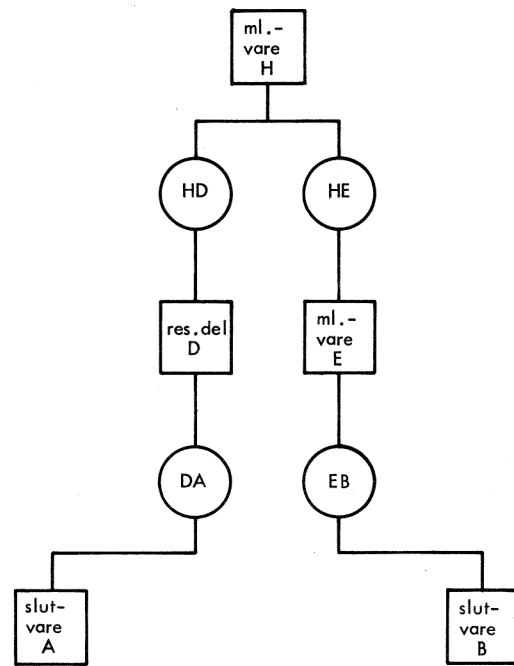 ml.-
vare
H
HD HE
res.del
D
ml.-
vare
E
DA EB
slut-
vare
A
slut-
vare
B